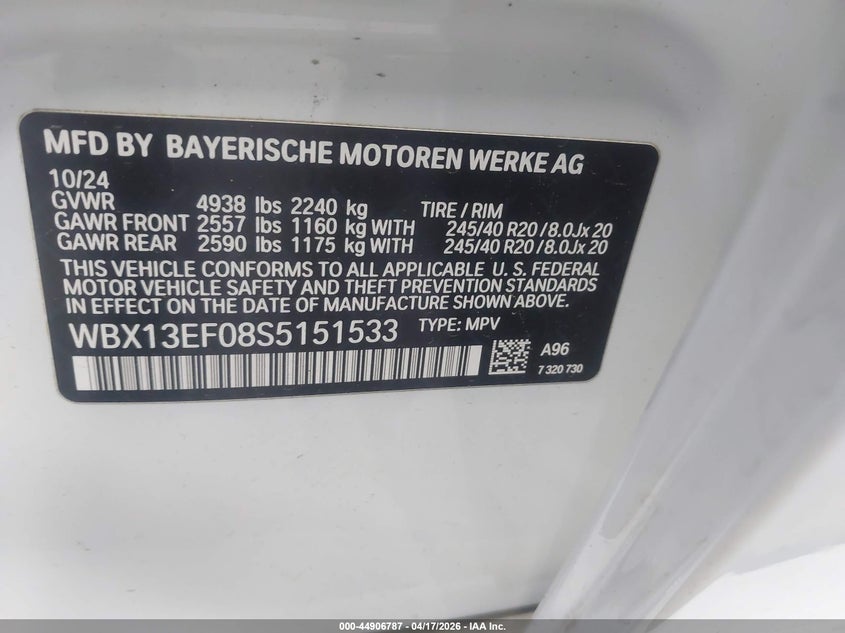 MFD BY BAYERISCHE MOTOREN WERKE AG
10/24
GVWR 4938 lbs 2240 kg TIRE / RIM
GAWR FRONT 2557 lbs 1160 kg WITH 245/40 R20 /8.0Jx 20
GAWR REAR 2590 lbs 1175 kg WITH 245/40 R20 /8.0Jx 20
THIS VEHICLE CONFORMS TO ALL APPLICABLE U. S. FEDERAL
MOTOR VEHICLE SAFETY AND THEFT PREVENTION STANDARDS
IN EFFECT ON THE DATE OF MANUFACTURE SHOWN ABOVE.
WBX13EF08S5151533 TYPE: MPV
A96
7 320 730
000-44906787 - 04/17/2026 - IAA Inc.